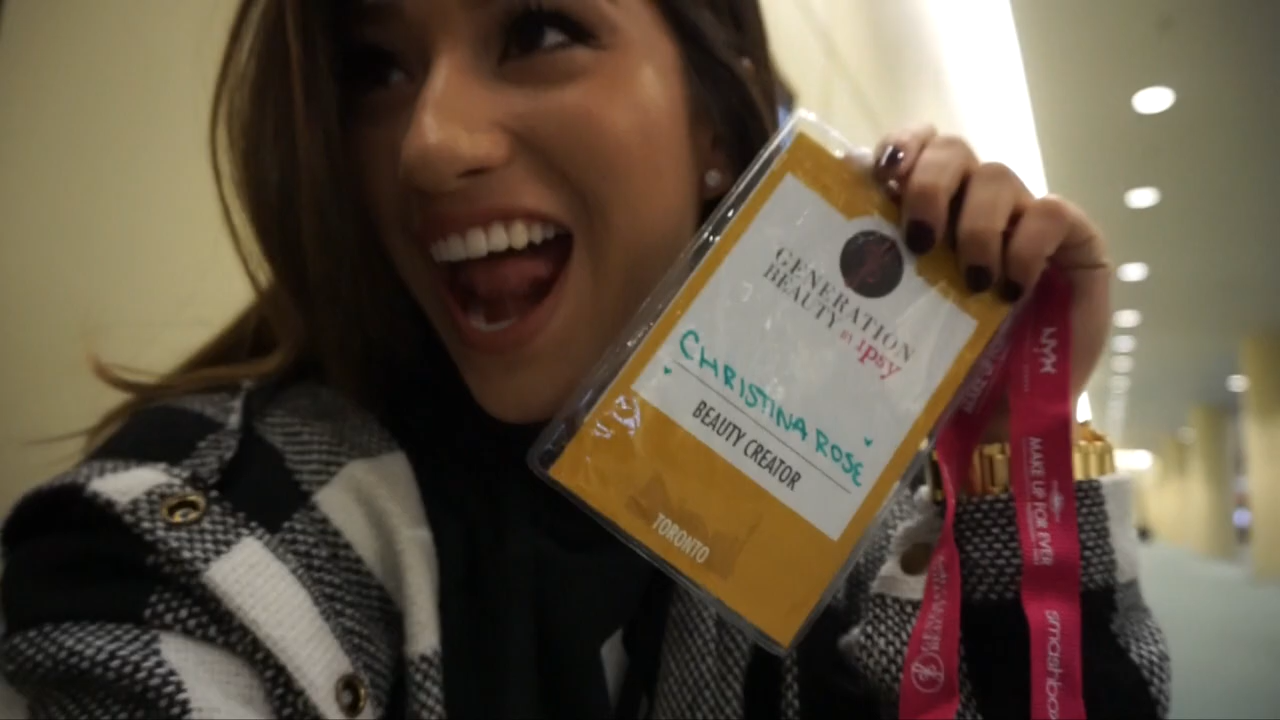 GENERATION
BEAUTY BY ipsy
CHRISTINA ROSE
BEAUTY CREATOR
TORONTO
NYX
MAKE UP FOR EVER
smashbox